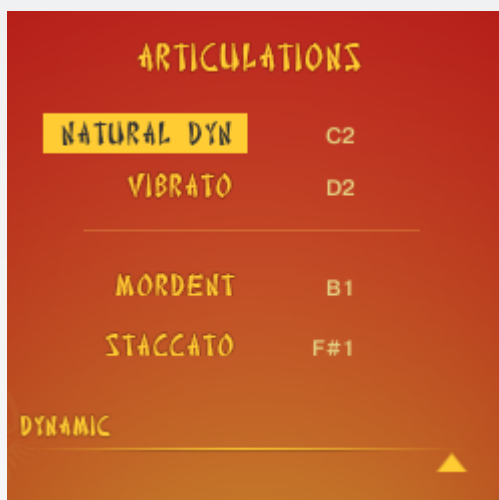 ARTICULATIONS
NATURAL DYN C2
VIBRATO D2
MORDENT B1
STACCATO F#1
DYNAMIC